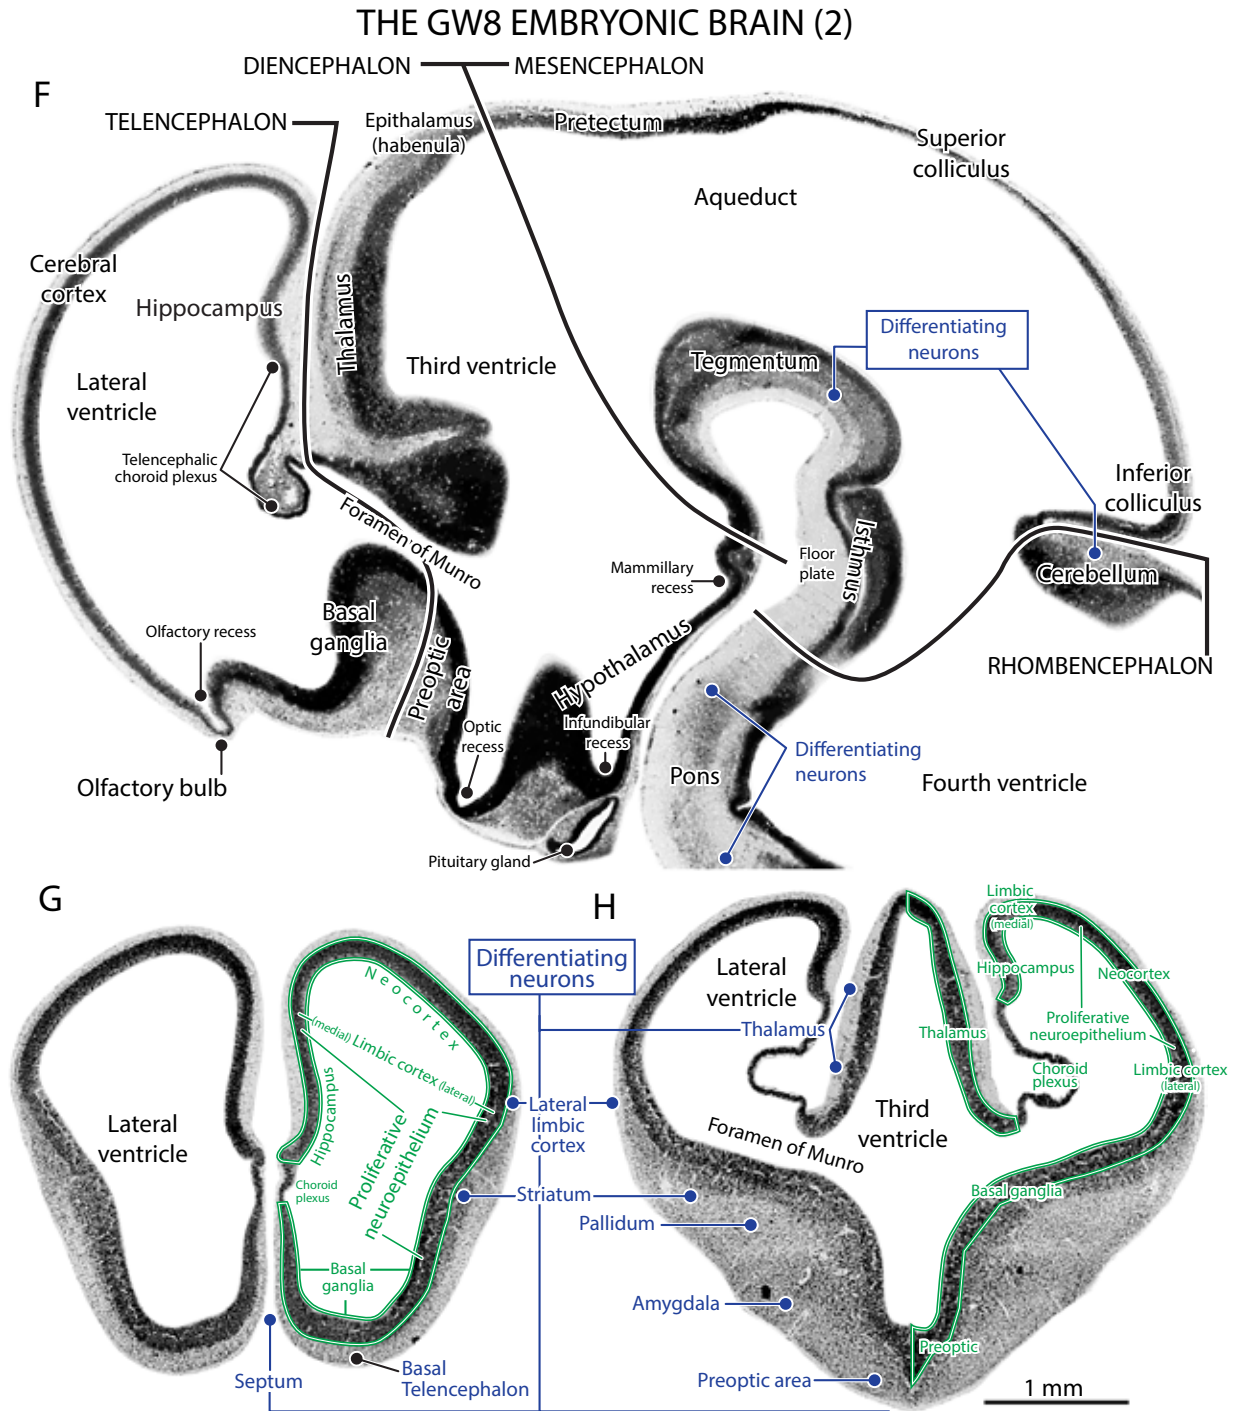 THE GW8 EMBRYONIC BRAIN (2)
DIENCEPHALON
MESENCEPHALON
F
TELENCEPHALON
Epithalamus
(habenula)
Pretectum
Superior
colliculus
Aqueduct
Cerebral
cortex
Hippocampus
Thalamus
Differentiating
neurons
Tegmentum
Third ventricle
Lateral
ventricle
Telencephalic
choroid plexus
Inferior
colliculus
Foramen of Munro
Isthmus
Floor
plate
Mammillary
recess
Cerebellum
Basal
ganglia
Olfactory recess
Preoptic
area
Hypothalamus
RHOMBENCEPHALON
Optic
recess
Infundibular
recess
Differentiating
neurons
Pons
Fourth ventricle
Olfactory bulb
Pituitary gland
G
H
Differentiating
neurons
Neocortex
(medial) Limbic cortex (lateral)
Hippocampus
Lateral
ventricle
Proliferative
neuroepithelium
Choroid
plexus
Basal
ganglia
Septum
Basal
Telencephalon
Lateral
limbic
cortex
Striatum
Pallidum
Amygdala
Preoptic area
Lateral
ventricle
Thalamus
Limbic
cortex
(medial)
Hippocampus
Neocortex
Proliferative
neuroepithelium
Thalamus
Choroid
plexus
Limbic cortex
(lateral)
Third
ventricle
Foramen of Munro
Basal ganglia
Preoptic
1 mm